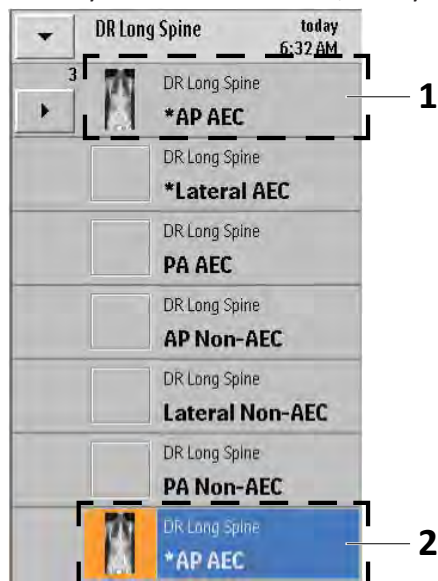 DR Long Spine today
6:32 AM
3
DR Long Spine
*AP AEC
1
DR Long Spine
*Lateral AEC
DR Long Spine
PA AEC
DR Long Spine
AP Non-AEC
DR Long Spine
Lateral Non-AEC
DR Long Spine
PA Non-AEC
DR Long Spine
*AP AEC
2